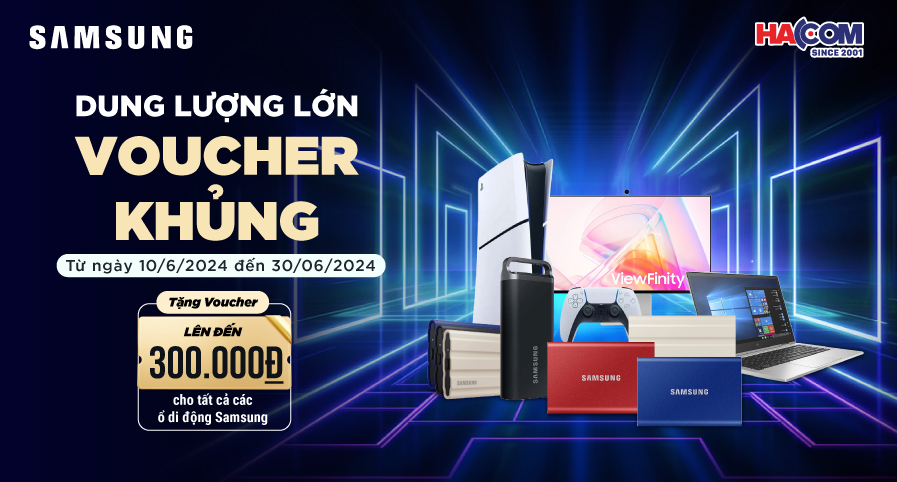 SAMSUNG
HACOM
SINCE 2001
DUNG LƯỢNG LỚN
VOUCHER
KHỦNG
Từ ngày 10/6/2024 đến 30/06/2024
Tặng Voucher
LÊN ĐẾN
300.000Đ
cho tất cả các
ổ di động Samsung
ViewFinity
SAMSUNG
SAMSUNG
SAMSUNG
SAMSUNG